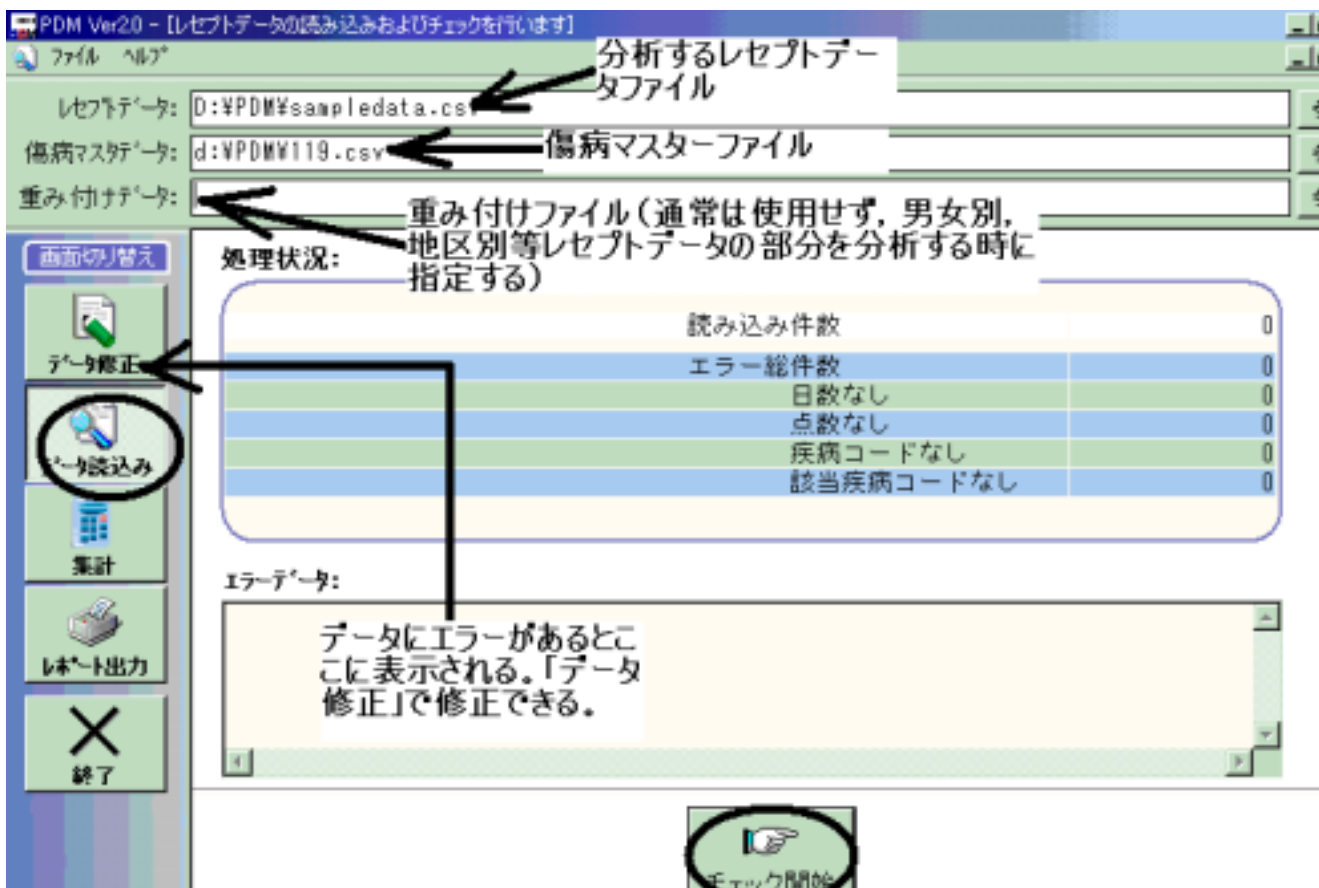 PDM Ver2.0 - [レセプトデータの読み込みおよびチェックを行います]
ファイル ヘルプ
分析するレセプトデー
タファイル
レセプトデータ: D:¥PDM¥sampledata.cs
傷病マスタデータ: d:¥PDM¥119.csv
傷病マスターファイル
重み付けデータ:
重み付けファイル(通常は使用せず, 男女別,
地区別等レセプトデータの部分を分析する時に
指定する)
画面切り替え
処理状況:
読み込み件数 0
データ修正
エラー総件数 0
日数なし 0
点数なし 0
疾病コードなし 0
該当疾病コードなし 0
データ読込み
集計
エラーデータ:
データにエラーがあるとこ
こに表示される。「データ
修正」で修正できる。
レポート出力
終了
チェック開始